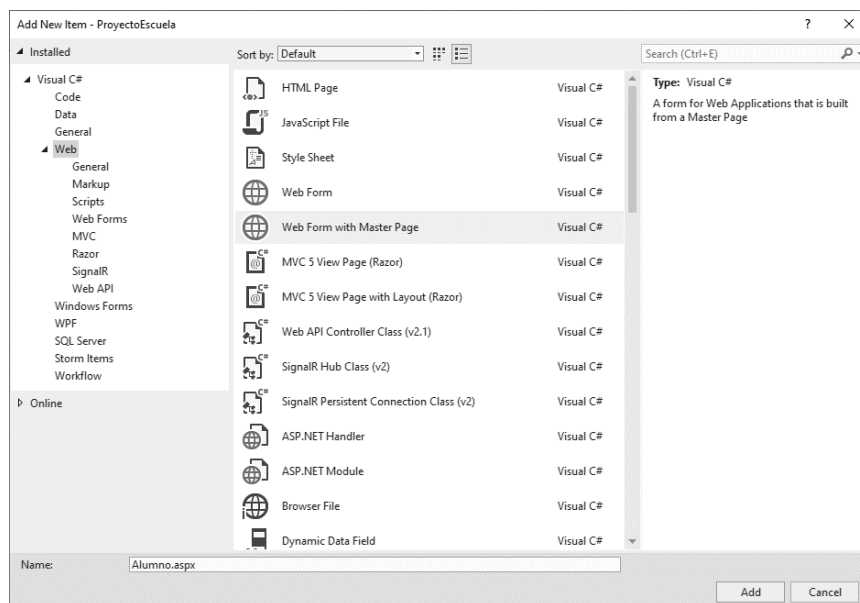 Add New Item - ProyectoEscuela
? X
Installed
Visual C#
Code
Data
General
Web
General
Markup
Scripts
Web Forms
MVC
Razor
SignalR
Web API
Windows Forms
WPF
SQL Server
Storm Items
Workflow
Online
Sort by: Default
HTML Page Visual C#
JS
JavaScript File Visual C#
Style Sheet Visual C#
Web Form Visual C#
Web Form with Master Page Visual C#
C#
@
MVC 5 View Page (Razor) Visual C#
C#
@
MVC 5 View Page with Layout (Razor) Visual C#
C#
Web API Controller Class (v2.1) Visual C#
C#
SignalR Hub Class (v2) Visual C#
C#
SignalR Persistent Connection Class (v2) Visual C#
ASP.NET Handler Visual C#
ASP.NET Module Visual C#
Browser File Visual C#
Dynamic Data Field Visual C#
Search (Ctrl+E)
Type: Visual C#
A form for Web Applications that is built
from a Master Page
Name: Alumno.aspx
Add Cancel